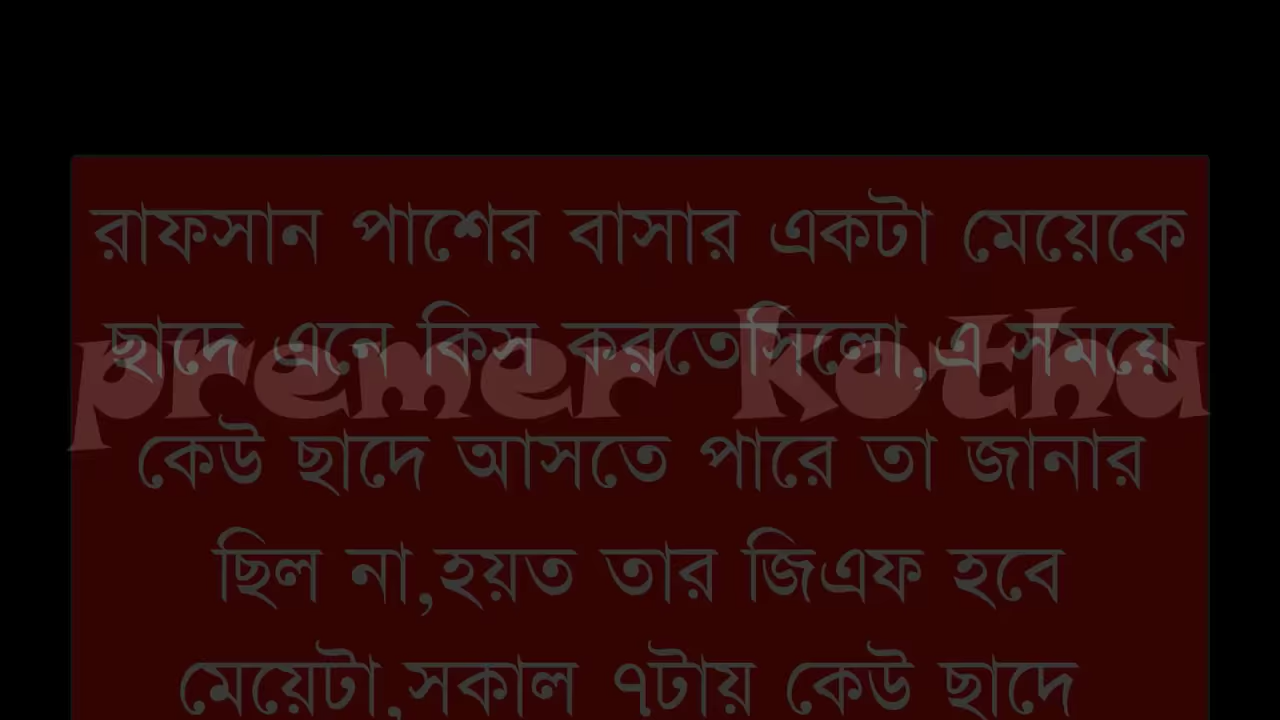 রাফসান পাশের বাসার একটা মেয়েকে
ছাদে এনে কিস করতেসিলো,এ সময়ে
premer kotha
কেউ ছাদে আসতে পারে তা জানার
ছিল না,হয়ত তার জিএফ হবে
মেয়েটা,সকাল ৭টায় কেউ ছাদে